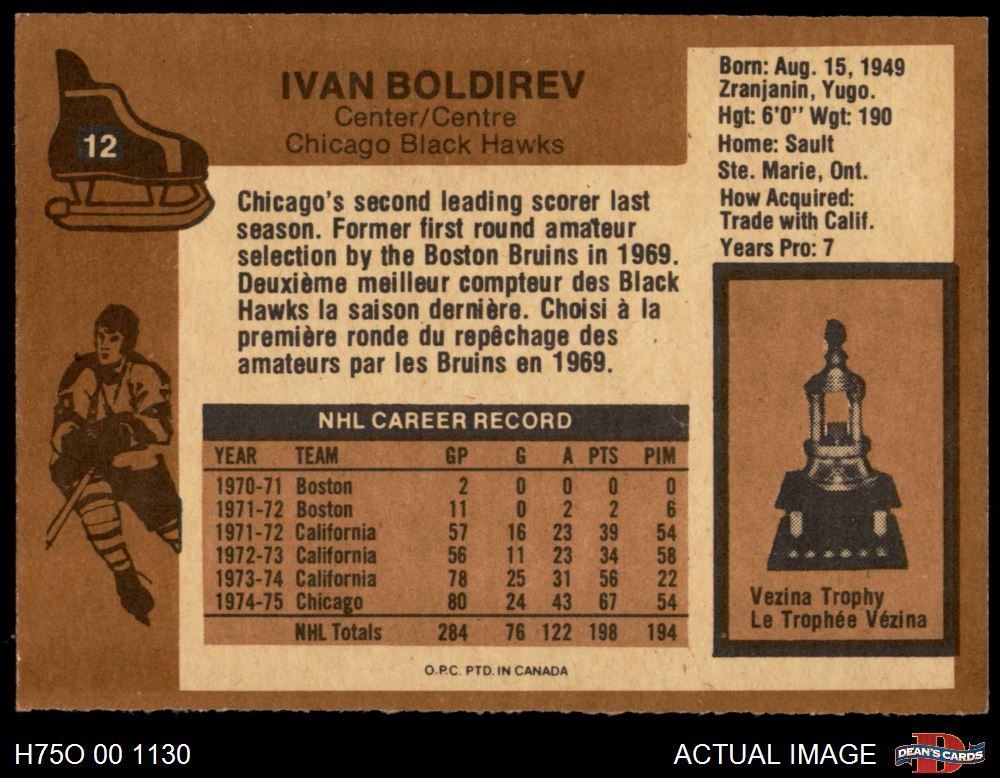 IVAN BOLDIREV
Center/Centre
Chicago Black Hawks
12
Born: Aug. 15, 1949
Zranjanin, Yugo.
Hgt: 6'0'' Wgt: 190
Home: Sault
Ste. Marie, Ont.
How Acquired:
Trade with Calif.
Years Pro: 7
Chicago's second leading scorer last
season. Former first round amateur
selection by the Boston Bruins in 1969.
Deuxième meilleur compteur des Black
Hawks la saison dernière. Choisi à la
première ronde du repêchage des
amateurs par les Bruins en 1969.
NHL CAREER RECORD
YEAR TEAM GP G A PTS PIM
1970-71 Boston 2 0 0 0 0
1971-72 Boston 11 0 2 2 6
1971-72 California 57 16 23 39 54
1972-73 California 56 11 23 34 58
1973-74 California 78 25 31 56 22
1974-75 Chicago 80 24 43 67 54
NHL Totals 284 76 122 198 194
Vezina Trophy
Le Trophée Vézina
O.P.C. PTD. IN CANADA
H75O 00 1130
ACTUAL IMAGE
DEAN'S CARDS